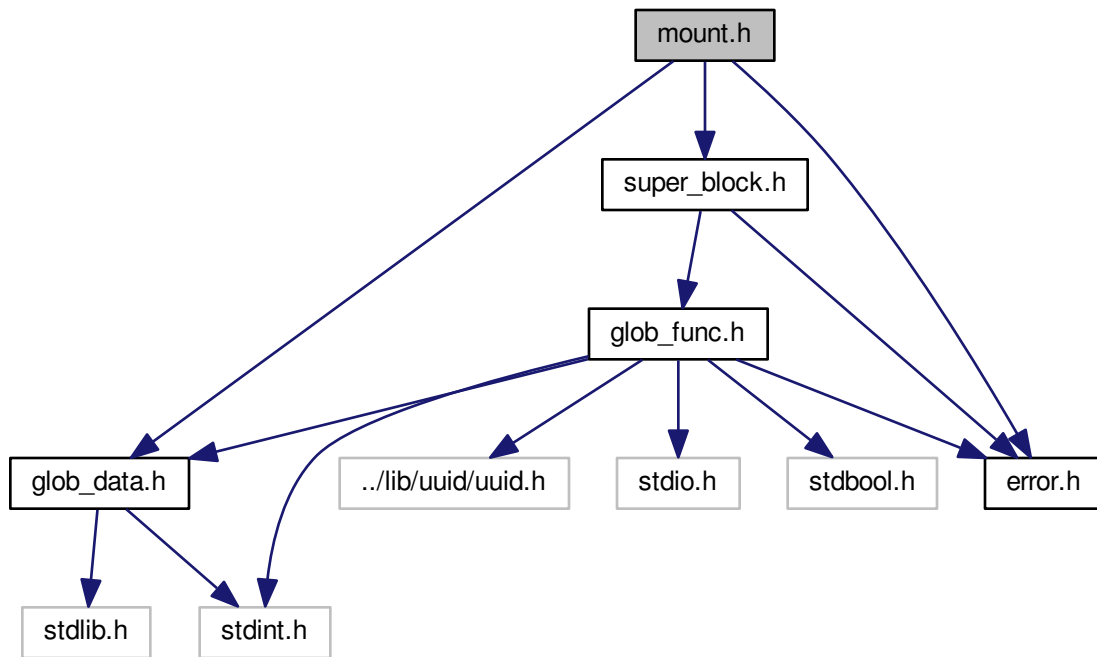 mount.h
super_block.h
glob_func.h
glob_data.h
../lib/uuid/uuid.h
stdio.h
stdbool.h
error.h
stdlib.h
stdint.h